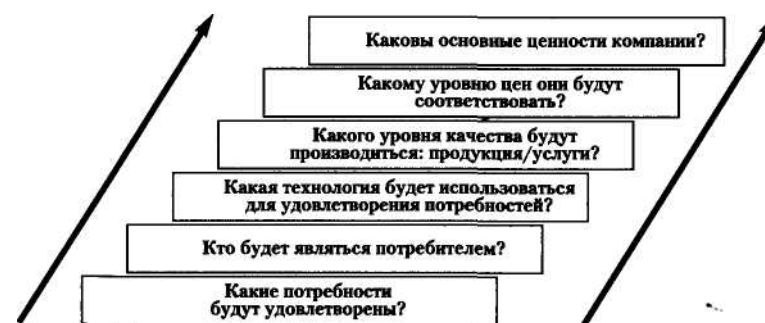 Каковы основные ценности компании?
Какому уровню цен они будут
соответствовать?
Какого уровня качества будут
производиться: продукция/услуги?
Какая технология будет использоваться
для удовлетворения потребностей?
Кто будет являться потребителем?
Какие потребности
будут удовлетворены?